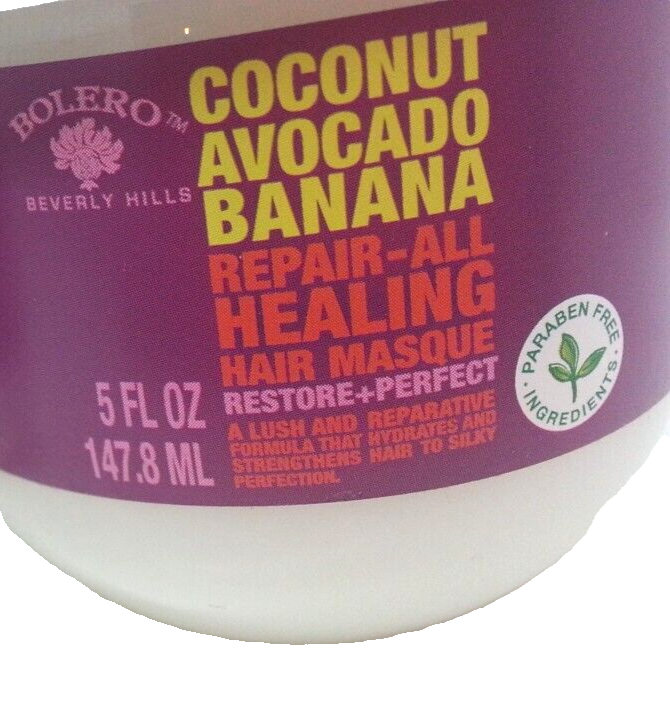 BOLERO™
BEVERLY HILLS
COCONUT
AVOCADO
BANANA
REPAIR-ALL
HEALING
HAIR MASQUE
RESTORE+PERFECT
A LUSH AND REPARATIVE
FORMULA THAT HYDRATES AND
STRENGTHENS HAIR TO SILKY
PERFECTION.
5 FL OZ
147.8 ML
PARABEN FREE
· INGREDIENTS ·